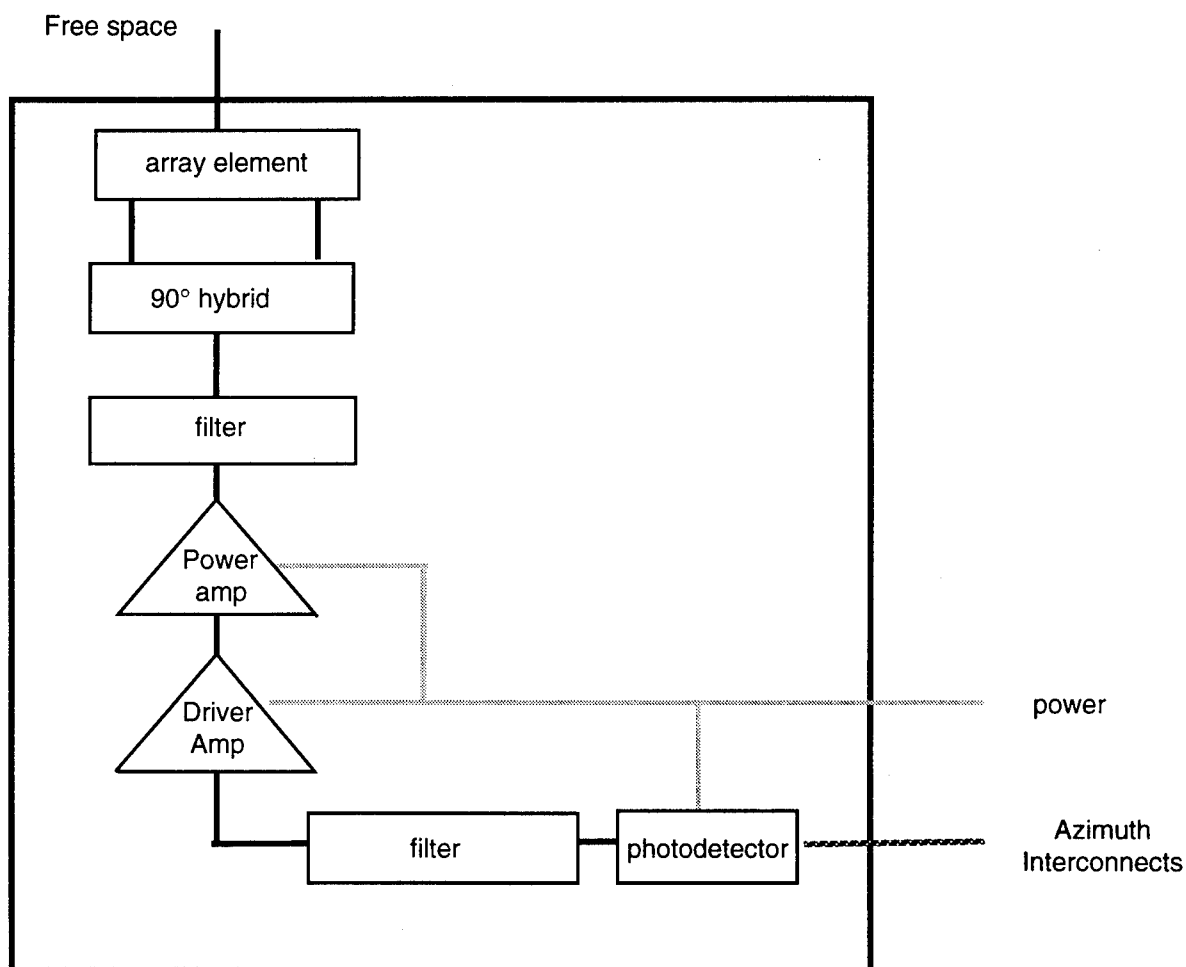 Free space
array element
90° hybrid
filter
Power
amp
Driver
Amp
power
filter
photodetector
Azimuth
Interconnects